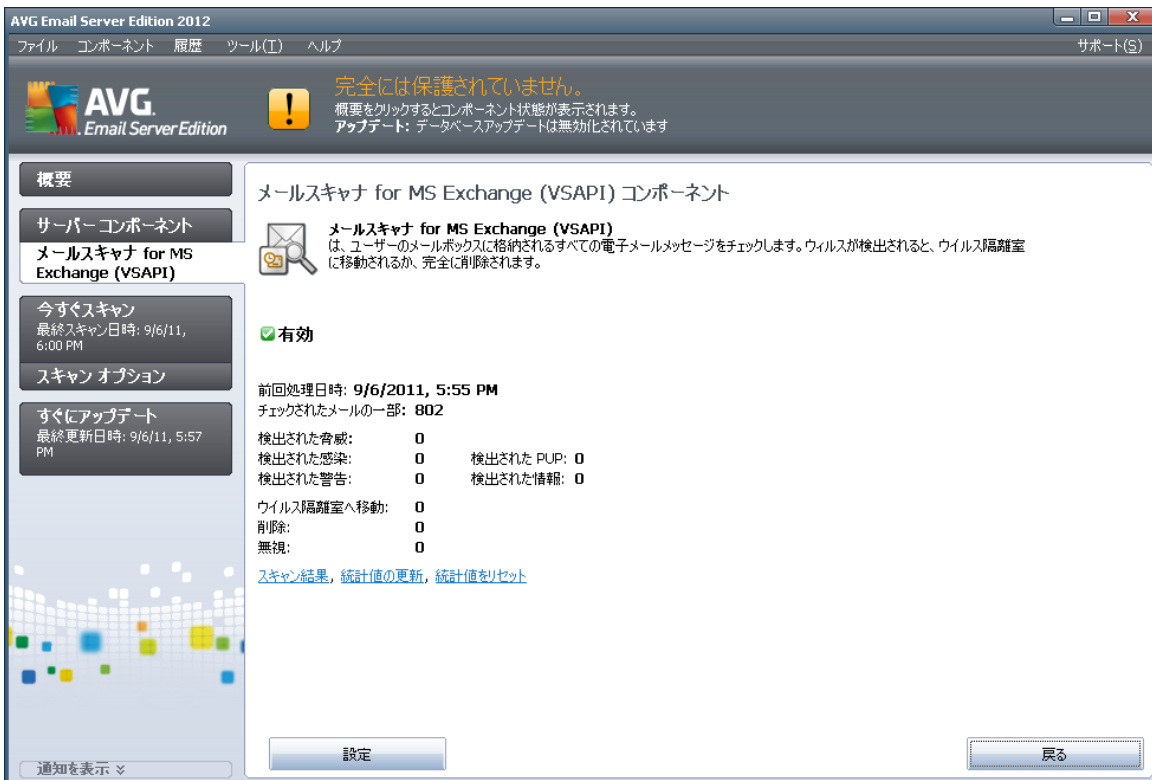 AVG Email Server Edition 2012
ファイル コンポーネント 履歴 ツール(T) ヘルプ サポート(S)
AVG.
Email Server Edition
完全には保護されていません。
概要をクリックするとコンポーネント状態が表示されます。
アップデート: データベースアップデートは無効化されています
概要
サーバー コンポーネント
メールスキャナ for MS
Exchange (VSAPI)
今すぐスキャン
最終スキャン日時: 9/6/11,
6:00 PM
スキャン オプション
すぐにアップデート
最終更新日時: 9/6/11, 5:57
PM
通知を表示
メールスキャナ for MS Exchange (VSAPI) コンポーネント
メールスキャナ for MS Exchange (VSAPI)
は、ユーザーのメールボックスに格納されるすべての電子メールメッセージをチェックします。ウィルスが検出されると、ウイルス隔離室
に移動されるか、完全に削除されます。
有効
前回処理日時: 9/6/2011, 5:55 PM
チェックされたメールの一部: 802
検出された脅威: 0
検出された感染: 0 検出された PUP: 0
検出された警告: 0 検出された情報: 0
ウイルス隔離室へ移動: 0
削除: 0
無視: 0
スキャン結果, 統計値の更新, 統計値をリセット
設定 戻る